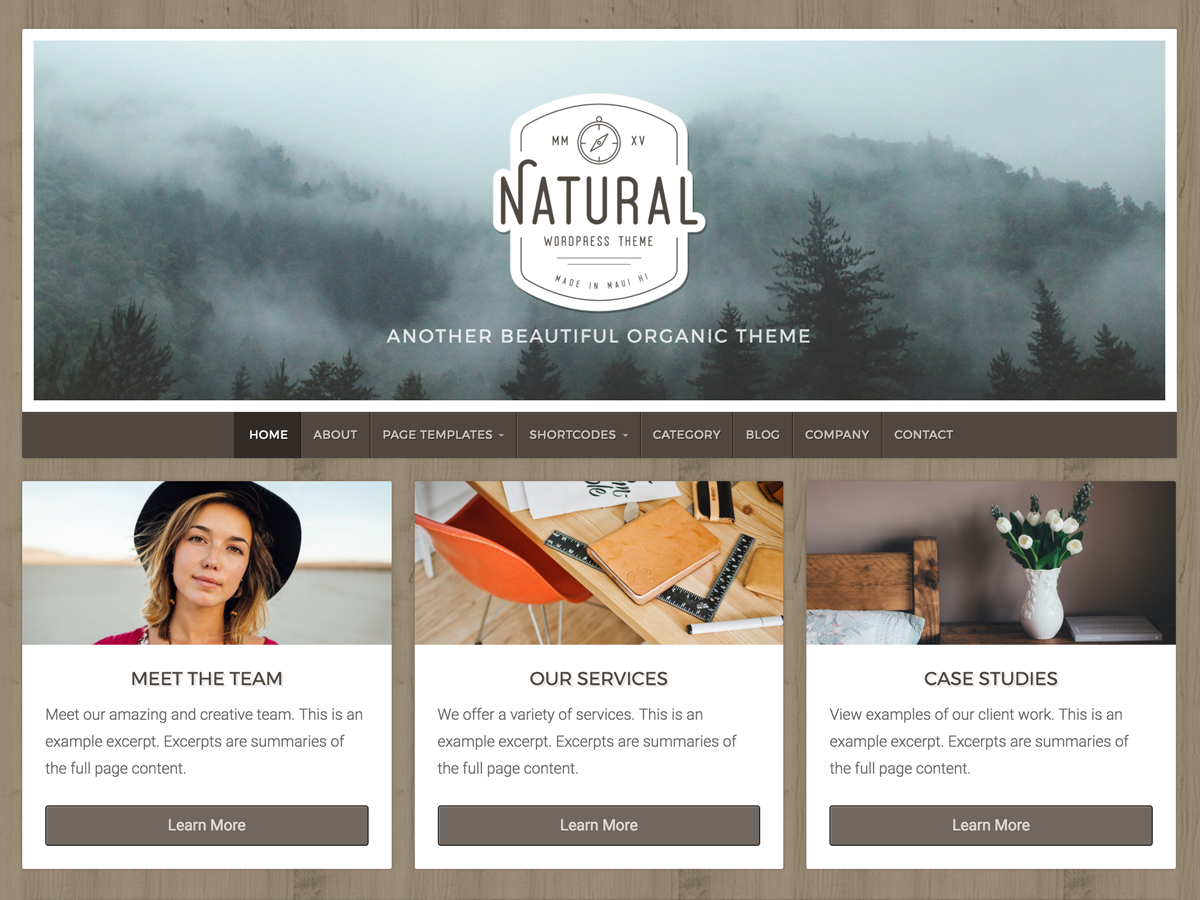 MM XV
NATURAL
WORDPRESS THEME
MADE IN MAUI HI
ANOTHER BEAUTIFUL ORGANIC THEME
HOME ABOUT PAGE TEMPLATES SHORTCODES CATEGORY BLOG COMPANY CONTACT
MEET THE TEAM
Meet our amazing and creative team. This is an
example excerpt. Excerpts are summaries of
the full page content.
Learn More
OUR SERVICES
We offer a variety of services. This is an
example excerpt. Excerpts are summaries of
the full page content.
Learn More
CASE STUDIES
View examples of our client work. This is an
example excerpt. Excerpts are summaries of
the full page content.
Learn More